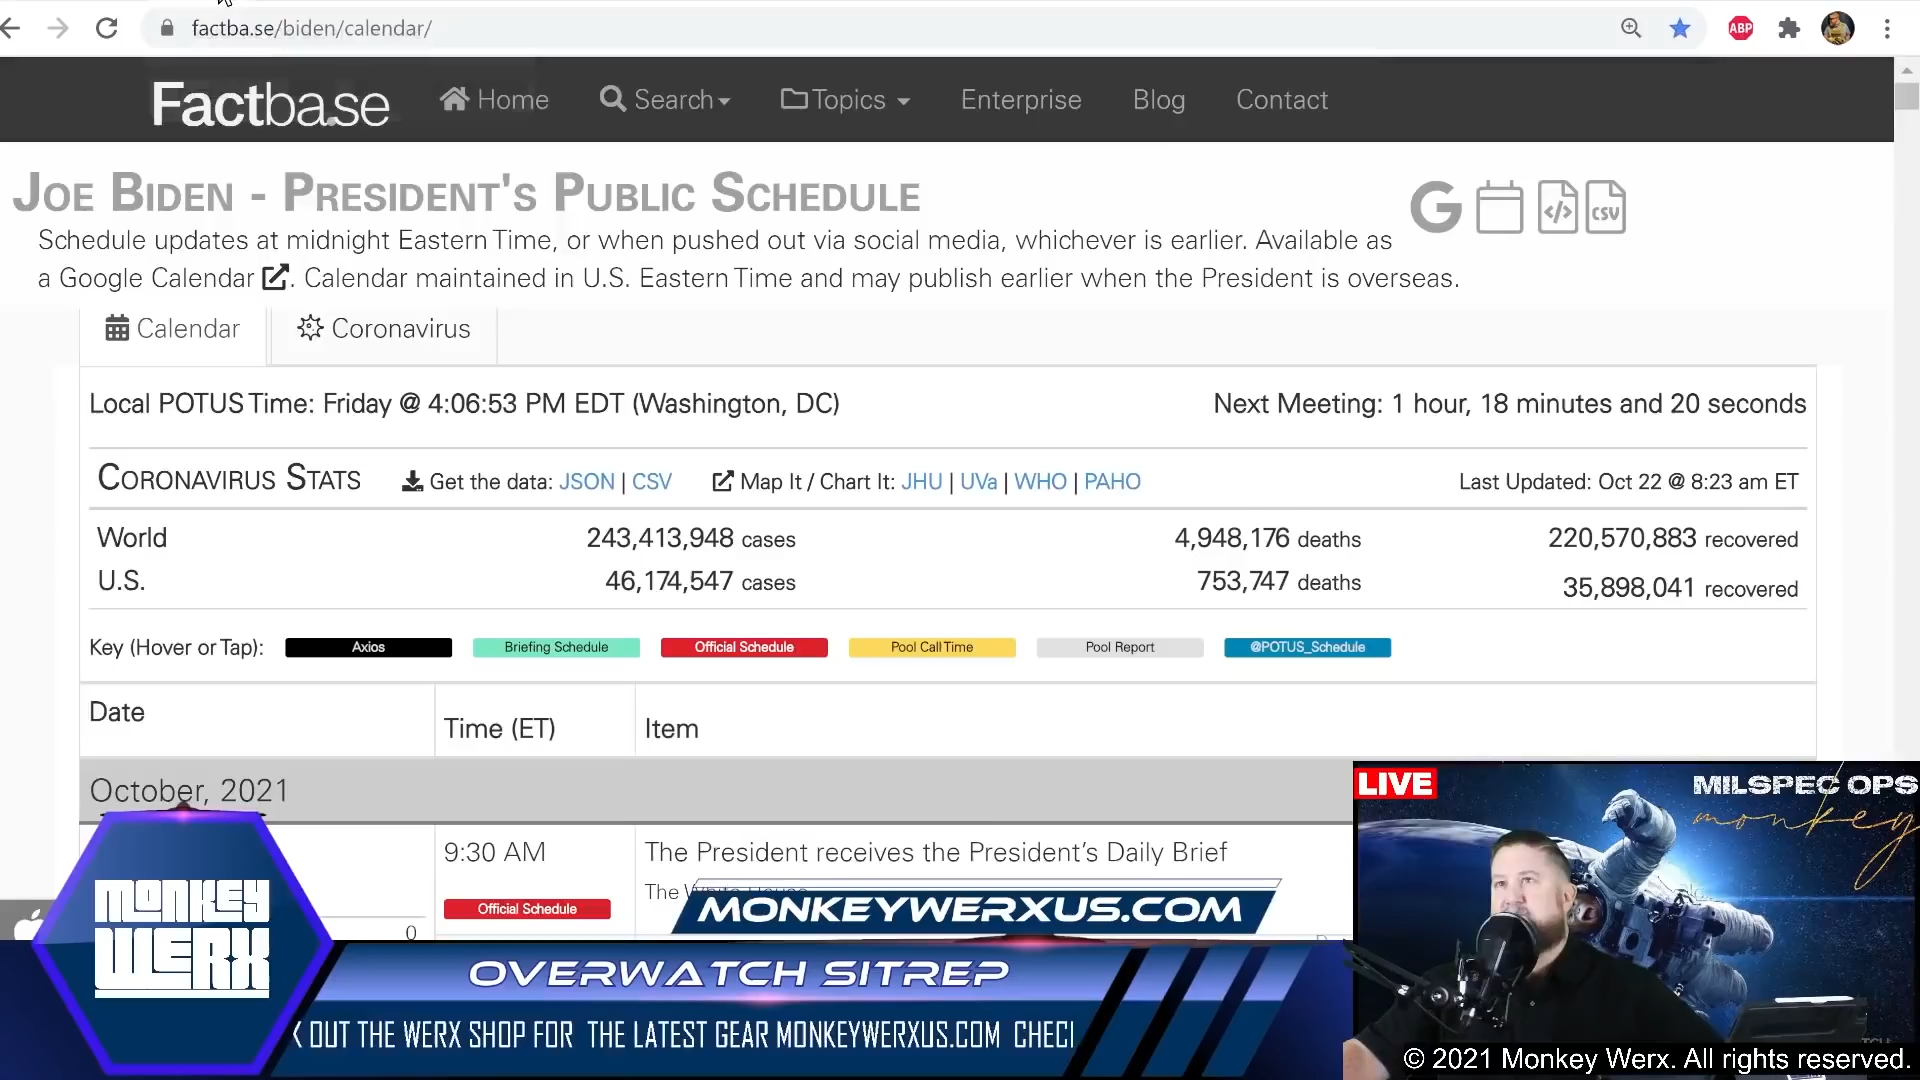 factba.se/biden/calendar/
ABP
Factba.se
Home
Search
Topics
Enterprise
Blog
Contact
JOE BIDEN - PRESIDENT'S PUBLIC SCHEDULE
G
</>
CSV
Schedule updates at midnight Eastern Time, or when pushed out via social media, whichever is earlier. Available as
a Google Calendar . Calendar maintained in U.S. Eastern Time and may publish earlier when the President is overseas.
Calendar
Coronavirus
Local POTUS Time: Friday @ 4:06:53 PM EDT (Washington, DC)
Next Meeting: 1 hour, 18 minutes and 20 seconds
CORONAVIRUS STATS
Get the data: JSON | CSV
Map It / Chart It: JHU | UVa | WHO | PAHO
Last Updated: Oct 22 @ 8:23 am ET
World 243,413,948 cases 4,948,176 deaths 220,570,883 recovered
U.S. 46,174,547 cases 753,747 deaths 35,898,041 recovered
Key (Hover or Tap):
Axios
Briefing Schedule
Official Schedule
Pool Call Time
Pool Report
@POTUS_Schedule
Date
Time (ET)
Item
October, 2021
9:30 AM
The President receives the President's Daily Brief
The White House
Official Schedule
0
LIVE
MILSPEC OPS
monkey
MONKEY
WERX
MONKEYWERXUS.COM
OVERWATCH SITREP
K OUT THE WERX SHOP FOR THE LATEST GEAR MONKEYWERXUS.COM CHECK
© 2021 Monkey Werx. All rights reserved.